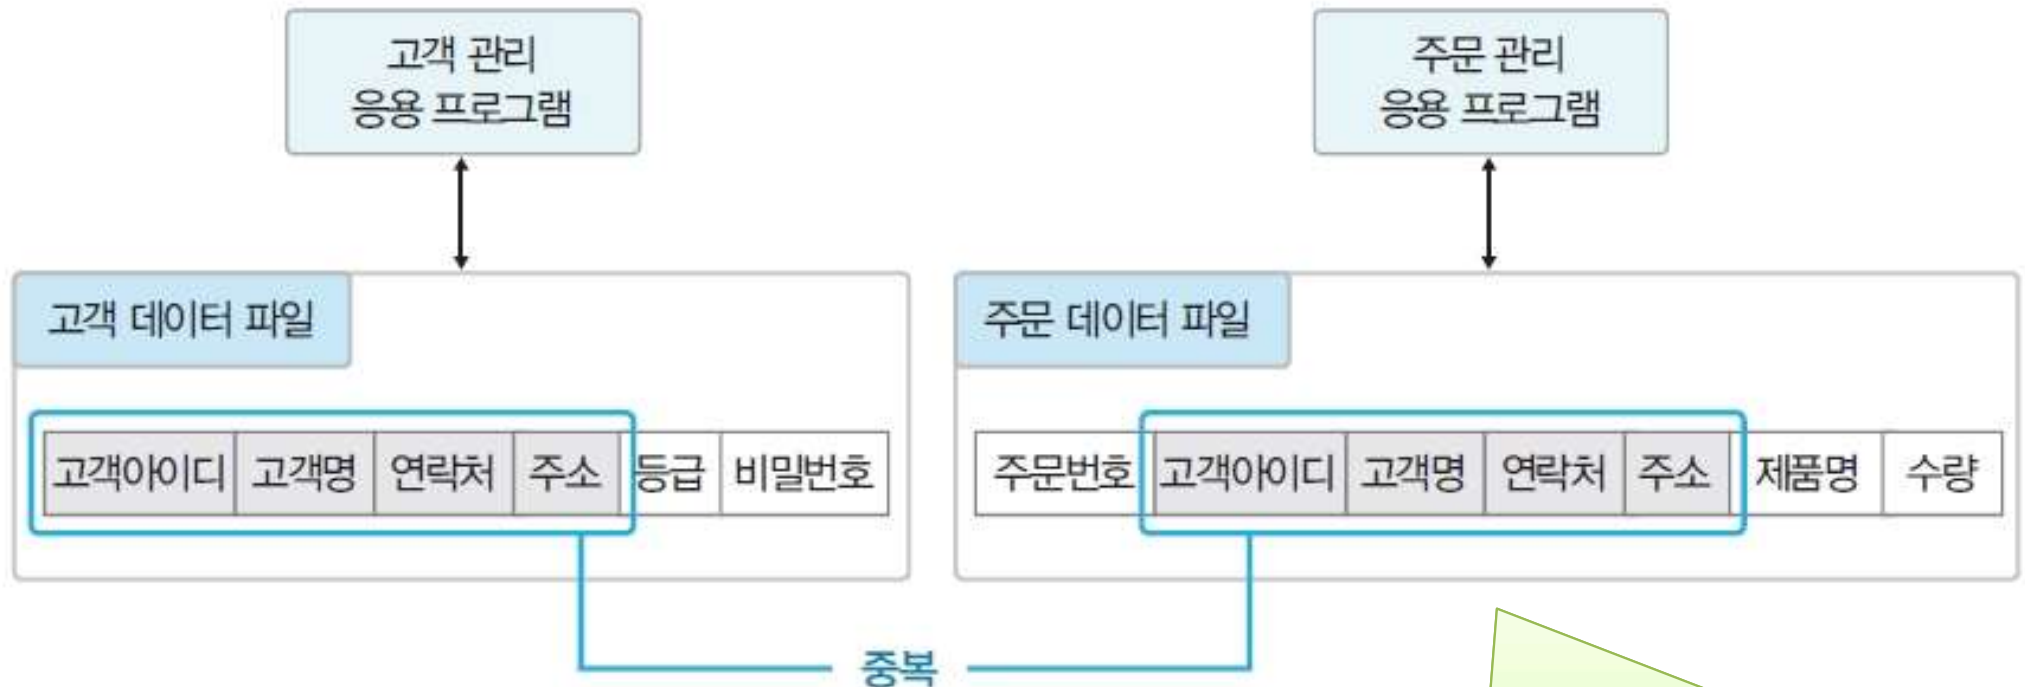 고객 관리
응용 프로그램
주문 관리
응용 프로그램
고객 데이터 파일
고객아이디 고객명 연락처 주소 등급 비밀번호
주문 데이터 파일
주문번호 고객아이디 고객명 연락처 주소 제품명 수량
중복